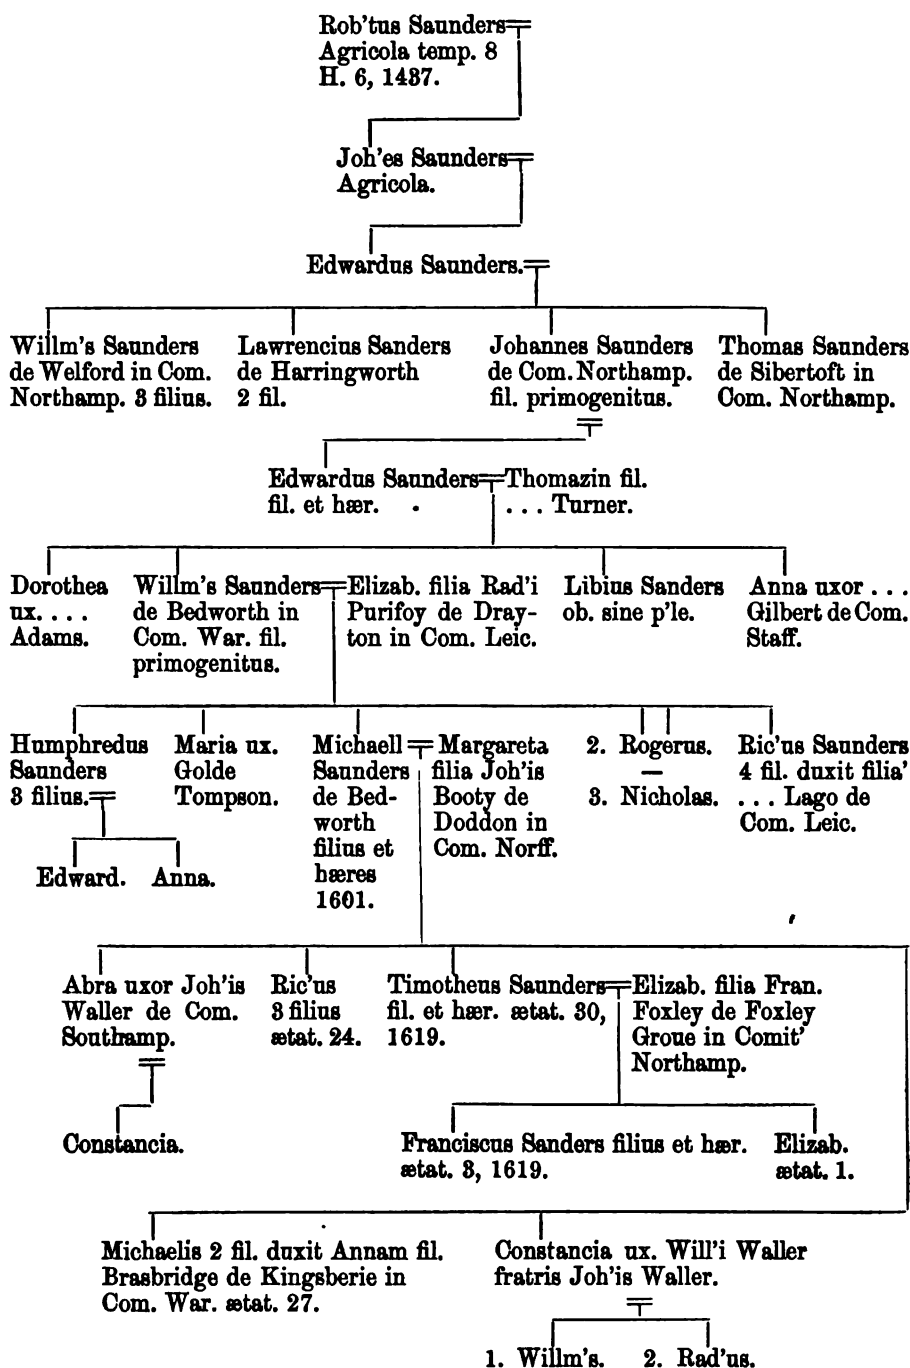 Rob'tus Saunders
Agricola temp. 8
H. 6, 1437.
Joh'es Saunders
Agricola.
Edwardus Saunders.
Willm's Saunders
de Welford in Com.
Northamp. 3 filius.
Lawrencius Sanders
de Harringworth
2 fil.
Johannes Saunders
de Com. Northamp.
fil. primogenitus.
Thomas Saunders
de Sibertoft in
Com. Northamp.
Edwardus Saunders
fil. et hær.
Thomazin fil.
. . . Turner.
Dorothea
ux. . . .
Adams.
Willm's Saunders
de Bedworth in
Com. War. fil.
primogenitus.
Elizab. filia Rad'i
Purifoy de Dray-
ton in Com. Leic.
Libius Sanders
ob. sine p'le.
Anna uxor . . .
Gilbert de Com.
Staff.
Humphredus
Saunders
3 filius.
Maria ux.
Golde
Tompson.
Michaell
Saunders
de Bed-
worth
filius et
hæres
1601.
Margareta
filia Joh'is
Booty de
Doddon in
Com. Norff.
2. Rogerus.
—
3. Nicholas.
Ric'us Saunders
4 fil. duxit filia'
. . . Lago de
Com. Leic.
Edward. Anna.
Abra uxor Joh'is
Waller de Com.
Southamp.
Ric'us
3 filius
ætat. 24.
Timotheus Saunders
fil. et hær. ætat. 30,
1619.
Elizab. filia Fran.
Foxley de Foxley
Groue in Comit'
Northamp.
Constancia.
Franciscus Sanders filius et hær.
ætat. 3, 1619.
Elizab.
ætat. 1.
Michaelis 2 fil. duxit Annam fil.
Brasbridge de Kingsberie in
Com. War. ætat. 27.
Constancia ux. Will'i Waller
fratris Joh'is Waller.
1. Willm's. 2. Rad'us.